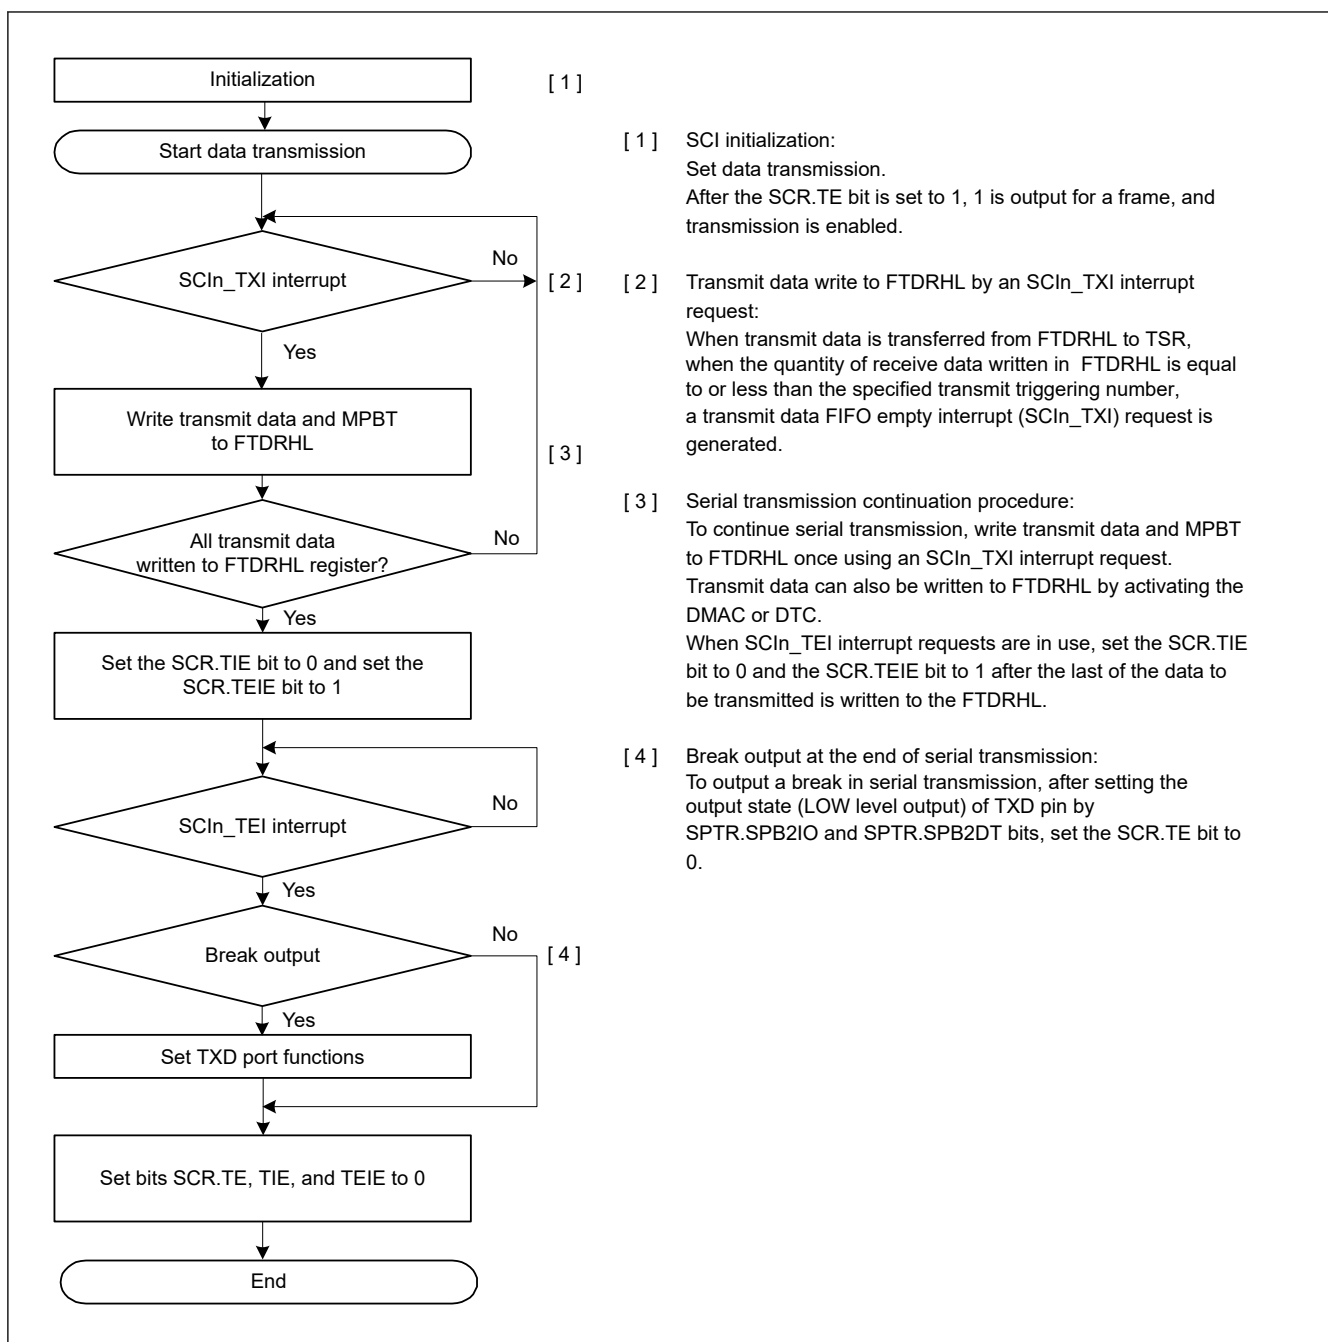 Initialization
[ 1 ]
Start data transmission
SCIn_TXI interrupt
No
[ 2 ]
Yes
Write transmit data and MPBT
to FTDRHL
[ 3 ]
All transmit data
written to FTDRHL register?
No
Yes
Set the SCR.TIE bit to 0 and set the
SCR.TEIE bit to 1
SCIn_TEI interrupt
No
Yes
Break output
No
[ 4 ]
Yes
Set TXD port functions
Set bits SCR.TE, TIE, and TEIE to 0
End
[ 1 ] SCI initialization:
Set data transmission.
After the SCR.TE bit is set to 1, 1 is output for a frame, and
transmission is enabled.
[ 2 ] Transmit data write to FTDRHL by an SCIn_TXI interrupt
request:
When transmit data is transferred from FTDRHL to TSR,
when the quantity of receive data written in FTDRHL is equal
to or less than the specified transmit triggering number,
a transmit data FIFO empty interrupt (SCIn_TXI) request is
generated.
[ 3 ] Serial transmission continuation procedure:
To continue serial transmission, write transmit data and MPBT
to FTDRHL once using an SCIn_TXI interrupt request.
Transmit data can also be written to FTDRHL by activating the
DMAC or DTC.
When SCIn_TEI interrupt requests are in use, set the SCR.TIE
bit to 0 and the SCR.TEIE bit to 1 after the last of the data to
be transmitted is written to the FTDRHL.
[ 4 ] Break output at the end of serial transmission:
To output a break in serial transmission, after setting the
output state (LOW level output) of TXD pin by
SPTR.SPB2IO and SPTR.SPB2DT bits, set the SCR.TE bit to
0.